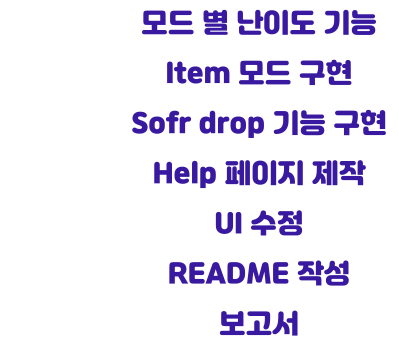 모드 별 난이도 기능
Item 모드 구현
Sofr drop 기능 구현
Help 페이지 제작
UI 수정
README 작성
보고서